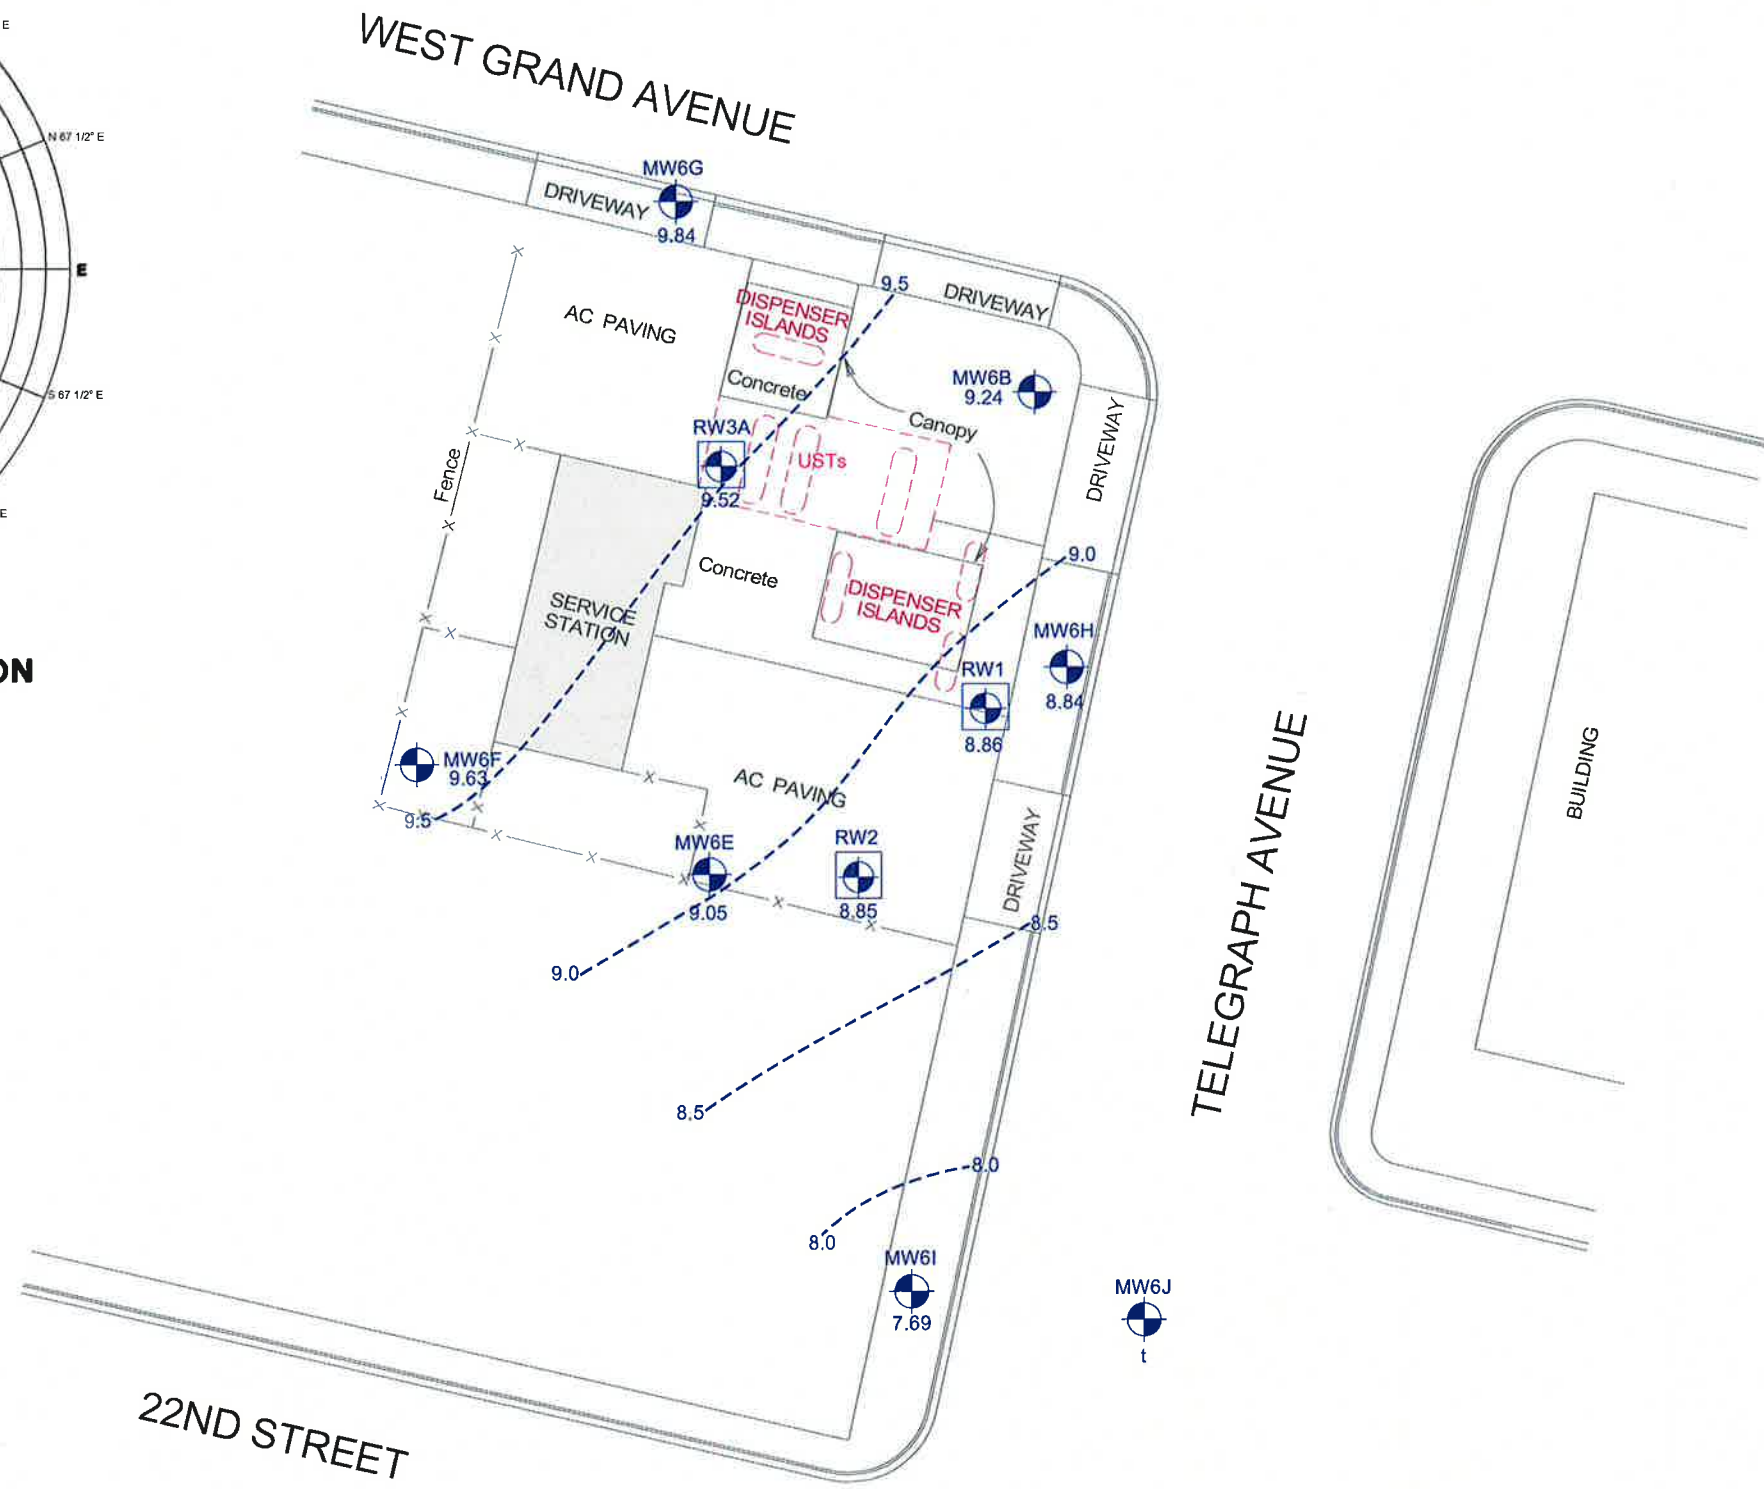 E
N 67 1/2° E
E
S 67 1/2° E
E
ON
WEST GRAND AVENUE
MW6G
DRIVEWAY
9.84
9.5
DRIVEWAY
DISPENSER
ISLANDS
AC PAVING
Concrete
MW6B
9.24
Canopy
DRIVEWAY
RW3A
USTs
9.52
Fence
Concrete
9.0
SERVICE
STATION
DISPENSER
ISLANDS
MW6H
8.84
RW1
8.86
MW6F
9.63
9.5
AC PAVING
MW6E
9.05
RW2
8.85
DRIVEWAY
8.5
9.0
8.5
8.0
8.0
MW6I
7.69
MW6J
t
TELEGRAPH AVENUE
BUILDING
22ND STREET